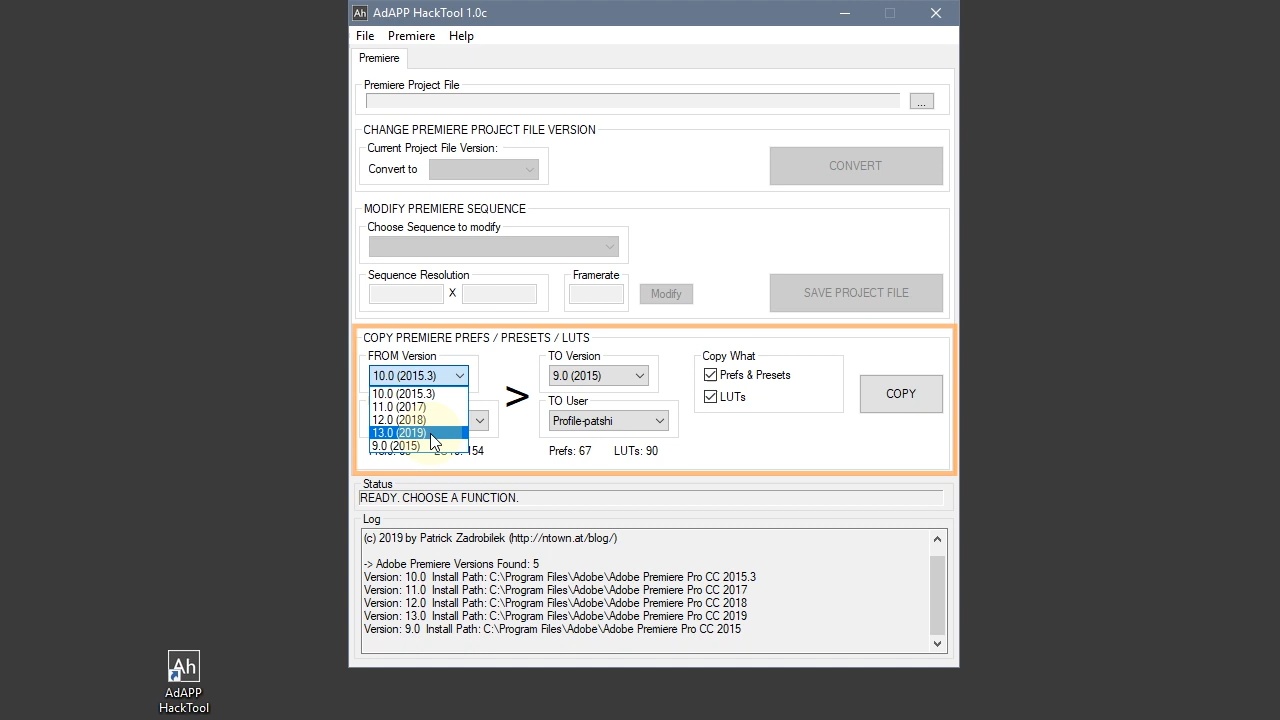 Ah AdAPP HackTool 1.0c
File Premiere Help
Premiere
Premiere Project File
...
CHANGE PREMIERE PROJECT FILE VERSION
Current Project File Version:
Convert to
CONVERT
MODIFY PREMIERE SEQUENCE
Choose Sequence to modify
Sequence Resolution Framerate
X Modify SAVE PROJECT FILE
COPY PREMIERE PREFS / PRESETS / LUTS
FROM Version TO Version Copy What
10.0 (2015.3) 9.0 (2015) Prefs & Presets
10.0 (2015.3)
> COPY
LUTs
11.0 (2017) TO User
12.0 (2018) Profile-patshi
13.0 (2019)
9.0 (2015)
154 Prefs: 67 LUTs: 90
Status
READY. CHOOSE A FUNCTION.
Log
(c) 2019 by Patrick Zadrobilek (http://ntown.at/blog/)
-> Adobe Premiere Versions Found: 5
Version: 10.0 Install Path: C:\Program Files\Adobe\Adobe Premiere Pro CC 2015.3
Version: 11.0 Install Path: C:\Program Files\Adobe\Adobe Premiere Pro CC 2017
Version: 12.0 Install Path: C:\Program Files\Adobe\Adobe Premiere Pro CC 2018
Version: 13.0 Install Path: C:\Program Files\Adobe\Adobe Premiere Pro CC 2019
Version: 9.0 Install Path: C:\Program Files\Adobe\Adobe Premiere Pro CC 2015
Ah
AdAPP
HackTool